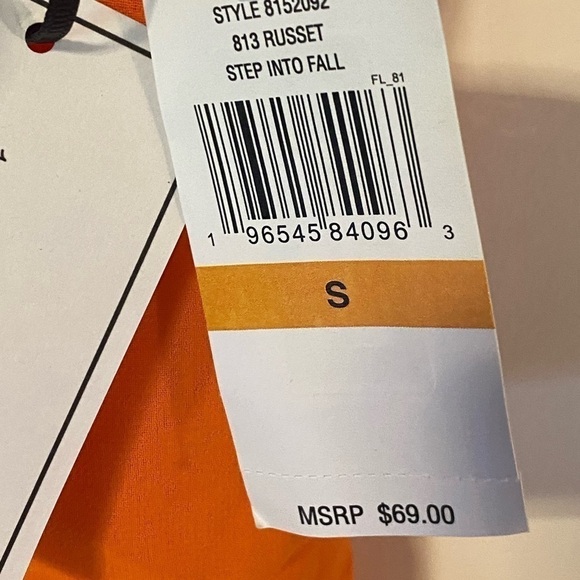 STYLE 8152092
813 RUSSET
STEP INTO FALL
FL_81
1 96545 84096 3
S
MSRP $69.00